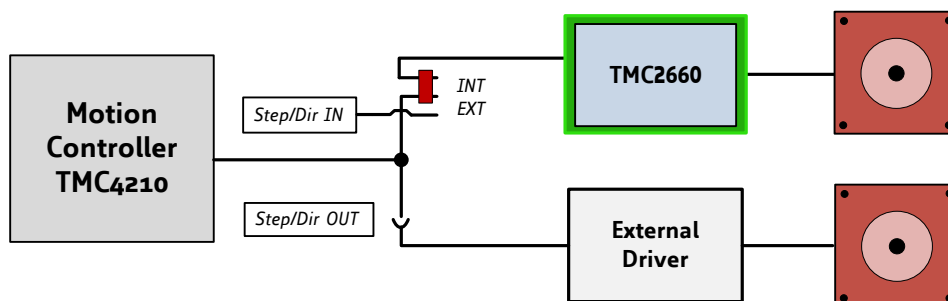 Motion
Controller
TMC4210
Step/Dir IN
INT
EXT
TMC2660
Step/Dir OUT
External
Driver